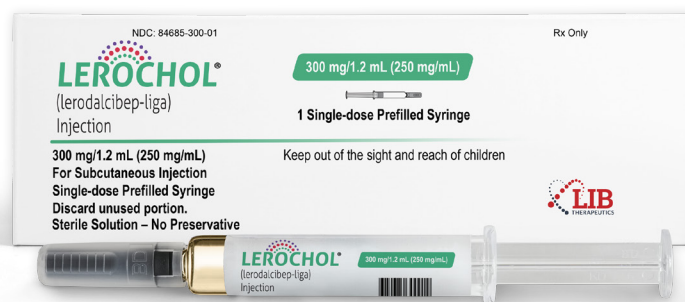 NDC: 84685-300-01
Rx Only
LEROCHOL®
(lerodalcibep-liga)
Injection
300 mg/1.2 mL (250 mg/mL)
1 Single-dose Prefilled Syringe
300 mg/1.2 mL (250 mg/mL)
For Subcutaneous Injection
Single-dose Prefilled Syringe
Discard unused portion.
Sterile Solution – No Preservative
Keep out of the sight and reach of children
LIB
THERAPEUTICS
LEROCHOL®
(lerodalcibep-liga)
Injection
300 mg/1.2 mL (250 mg/mL)